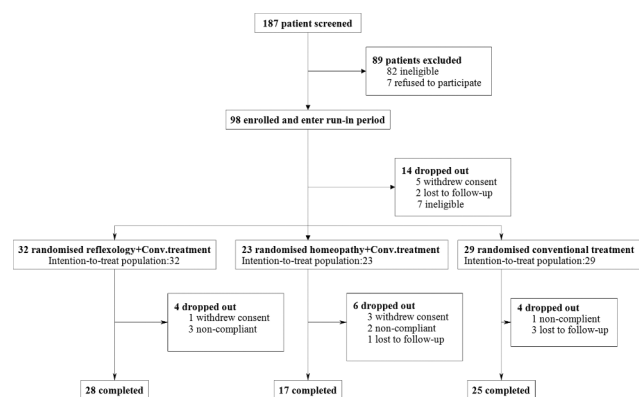 187 patient screened
89 patients excluded
82 ineligible
7 refused to participate
98 enrolled and enter run-in period
14 dropped out
5 withdrew consent
2 lost to follow-up
7 ineligible
32 randomised reflexology+Conv.treatment
Intention-to-treat population:32
23 randomised homeopathy+Conv.treatment
Intention-to-treat population:23
29 randomised conventional treatment
Intention-to-treat population:29
4 dropped out
1 withdrew consent
3 non-compliant
6 dropped out
3 withdrew consent
2 non-compliant
1 lost to follow-up
4 dropped out
1 non-complient
3 lost to follow-up
28 completed
17 completed
25 completed